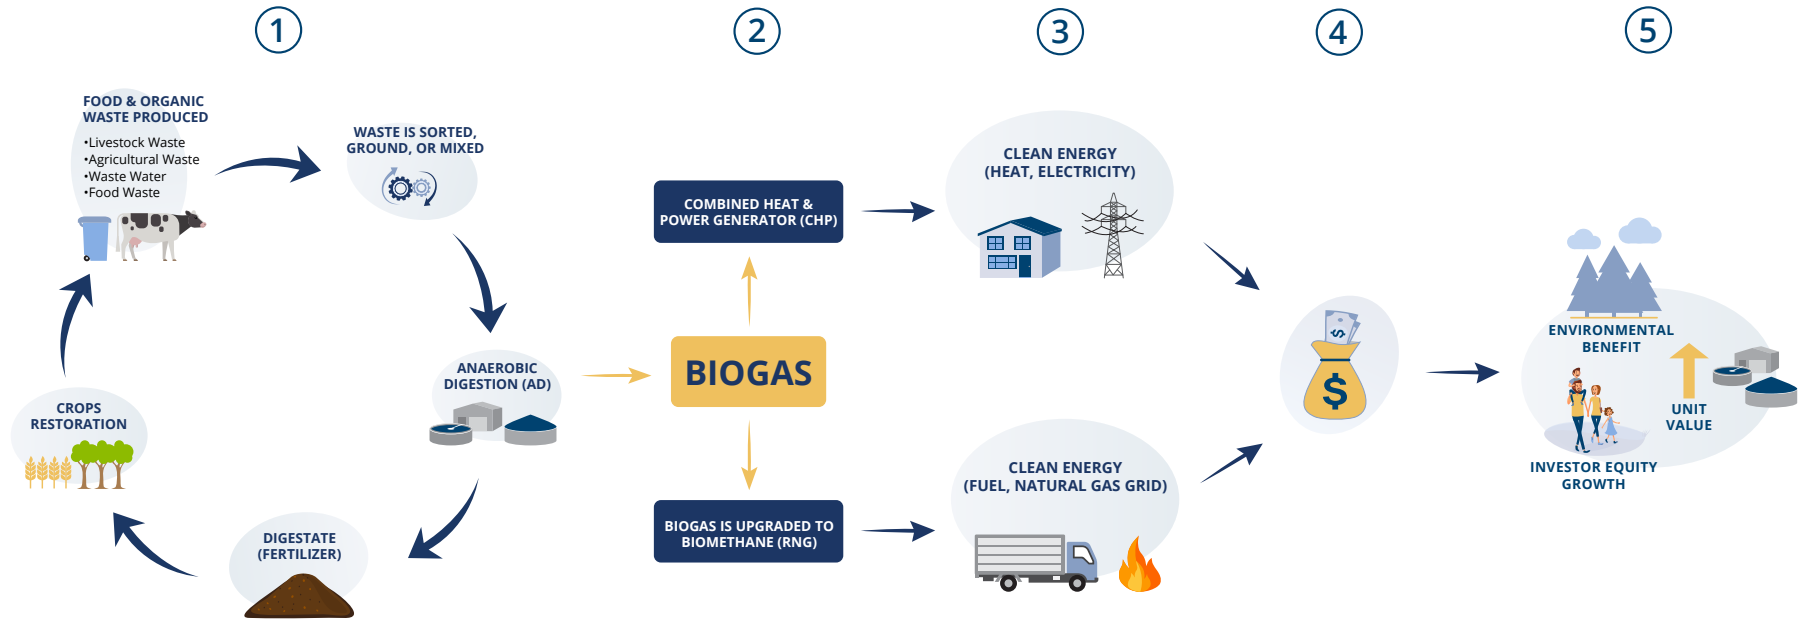 1
FOOD & ORGANIC
WASTE PRODUCED
•Livestock Waste
•Agricultural Waste
•Waste Water
•Food Waste
WASTE IS SORTED,
GROUND, OR MIXED
ANAEROBIC
DIGESTION (AD)
DIGESTATE
(FERTILIZER)
CROPS
RESTORATION
2
COMBINED HEAT &
POWER GENERATOR (CHP)
BIOGAS
BIOGAS IS UPGRADED TO
BIOMETHANE (RNG)
3
CLEAN ENERGY
(HEAT, ELECTRICITY)
CLEAN ENERGY
(FUEL, NATURAL GAS GRID)
4
$
$
5
ENVIRONMENTAL
BENEFIT
UNIT
VALUE
INVESTOR EQUITY
GROWTH